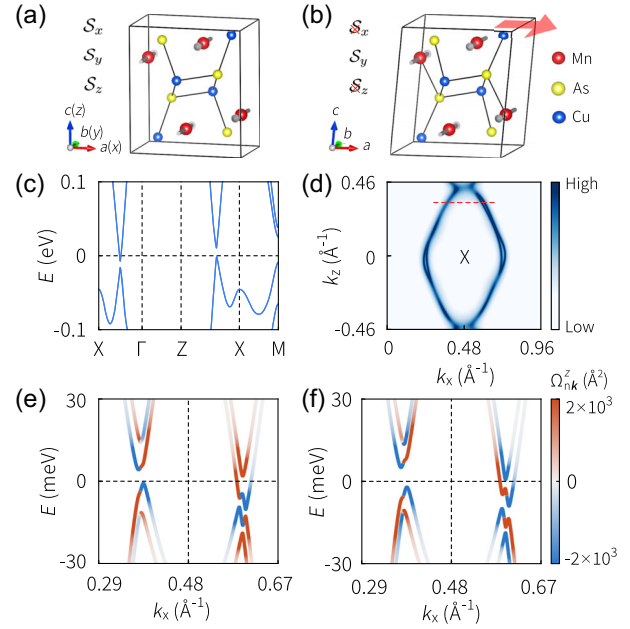 (a)
𝒮x
𝒮y
𝒮z
c(z)
b(y)
a(x)
(b)
𝒮x
𝒮y
𝒮z
c
b
a
Mn
As
Cu
(c)
E (eV)
0.1
0
-0.1
X Γ Z X M
(d)
kz (Å⁻¹)
0.46
0
-0.46
X
0 0.48 0.96
kx (Å⁻¹)
High
Low
(e)
E (meV)
30
0
-30
0.29 0.48 0.67
kx (Å⁻¹)
(f)
E (meV)
30
0
-30
0.29 0.48 0.67
kx (Å⁻¹)
Ωᶻnk (Å²)
2×10³
0
-2×10³